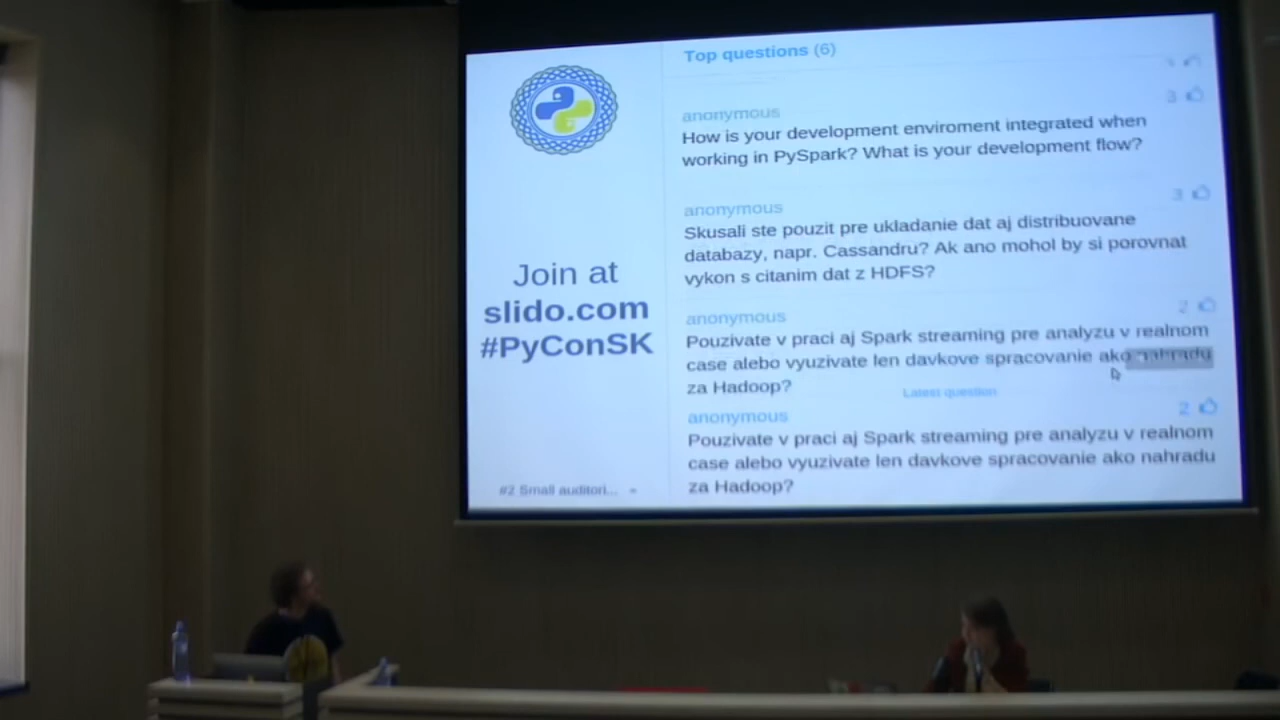 Top questions (6)
3
anonymous
How is your development enviroment integrated when
working in PySpark? What is your development flow?
3
anonymous
Skusali ste pouzit pre ukladanie dat aj distribuovane
databazy, napr. Cassandru? Ak ano mohol by si porovnat
vykon s citanim dat z HDFS?
2
anonymous
Pouzivate v praci aj Spark streaming pre analyzu v realnom
case alebo vyuzivate len davkove spracovanie ako nahradu
za Hadoop?
Latest question
2
anonymous
Pouzivate v praci aj Spark streaming pre analyzu v realnom
case alebo vyuzivate len davkove spracovanie ako nahradu
za Hadoop?
Join at
slido.com
#PyConSK
#2 Small auditori...